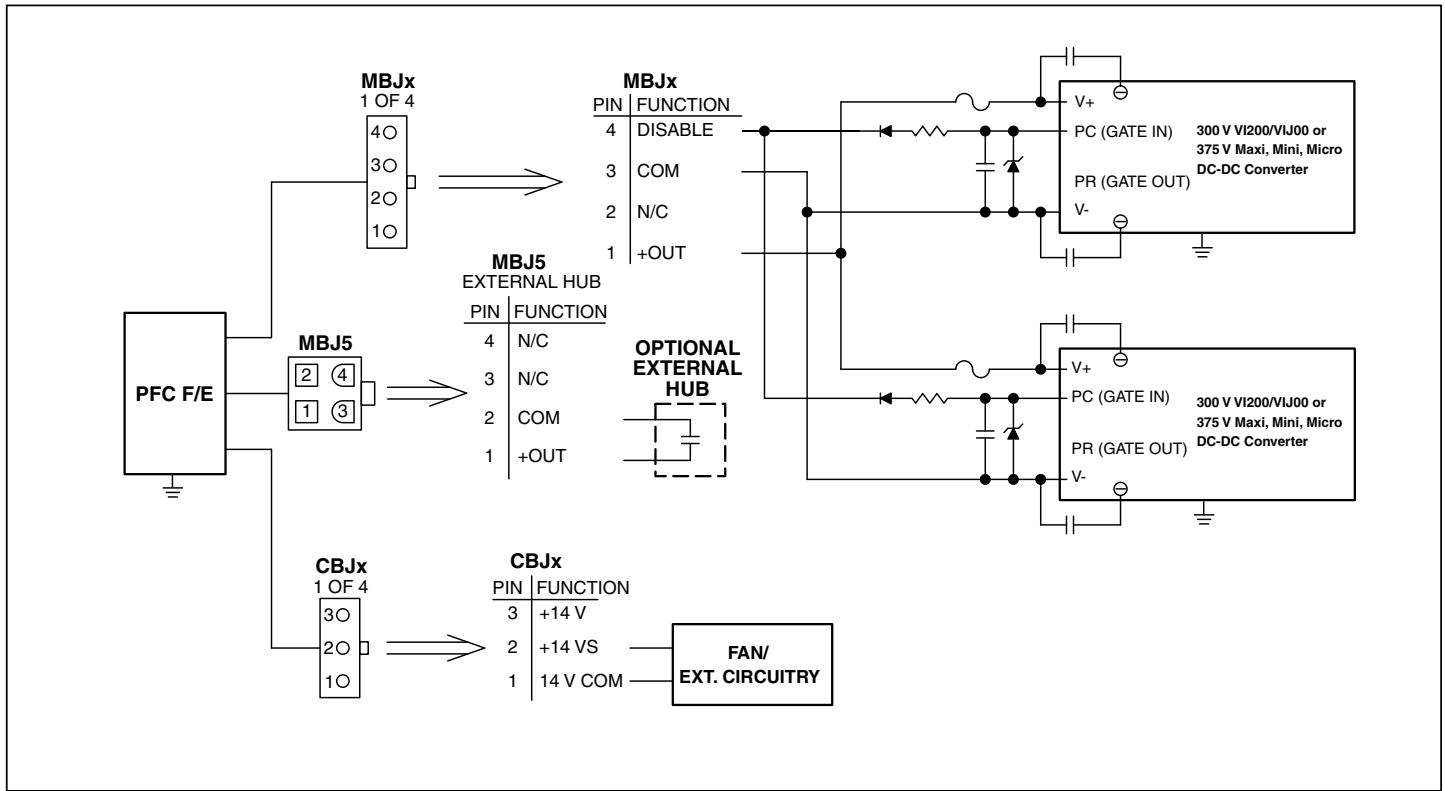 MBJx
1 OF 4
4
3
2
1
MBJx
PIN FUNCTION
4 DISABLE
3 COM
2 N/C
1 +OUT
V+
PC (GATE IN)
PR (GATE OUT)
V-
300 V VI200/VIJ00 or
375 V Maxi, Mini, Micro
DC-DC Converter
PFC F/E
MBJ5
2 4
1 3
MBJ5
EXTERNAL HUB
PIN FUNCTION
4 N/C
3 N/C
2 COM
1 +OUT
OPTIONAL
EXTERNAL
HUB
V+
PC (GATE IN)
PR (GATE OUT)
V-
300 V VI200/VIJ00 or
375 V Maxi, Mini, Micro
DC-DC Converter
CBJx
1 OF 4
3
2
1
CBJx
PIN FUNCTION
3 +14 V
2 +14 VS
1 14 V COM
FAN/
EXT. CIRCUITRY